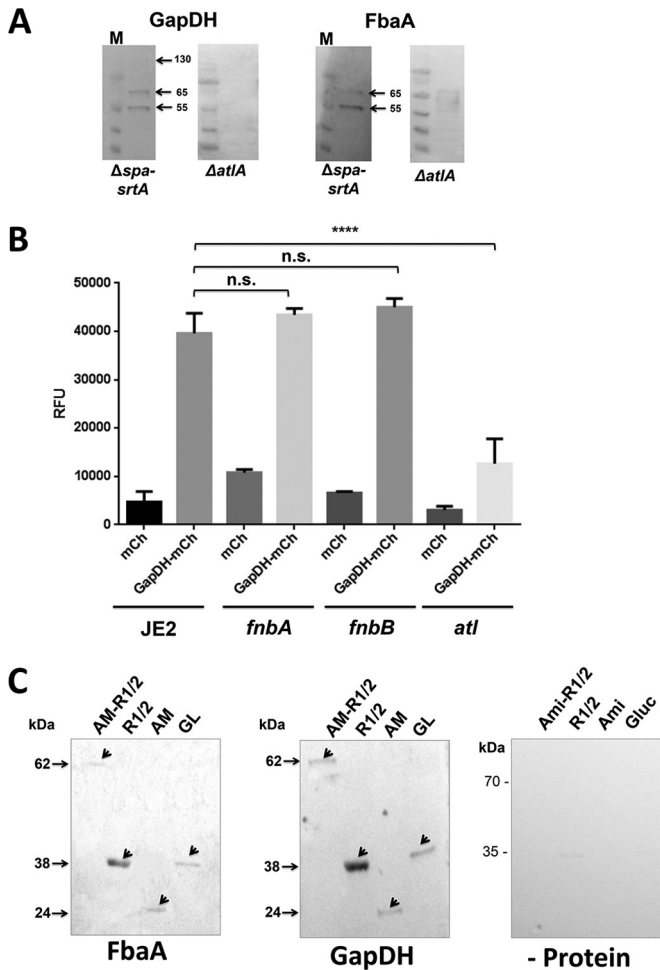 A
GapDH
FbaA
M
130
65
55
M
65
55
Δspa-
srtA
ΔatlA
Δspa-
srtA
ΔatlA
B
****
n.s.
n.s.
RFU
50000
40000
30000
20000
10000
0
mCh
GapDH-mCh
mCh
GapDH-mCh
mCh
GapDH-mCh
mCh
GapDH-mCh
JE2
fnbA
fnbB
atl
C
kDa
AM-R1/2
R1/2
AM
GL
62
38
24
FbaA
kDa
AM-R1/2
R1/2
AM
GL
62
38
24
GapDH
kDa
Ami-R1/2
R1/2
Ami
Gluc
70 -
35 -
- Protein